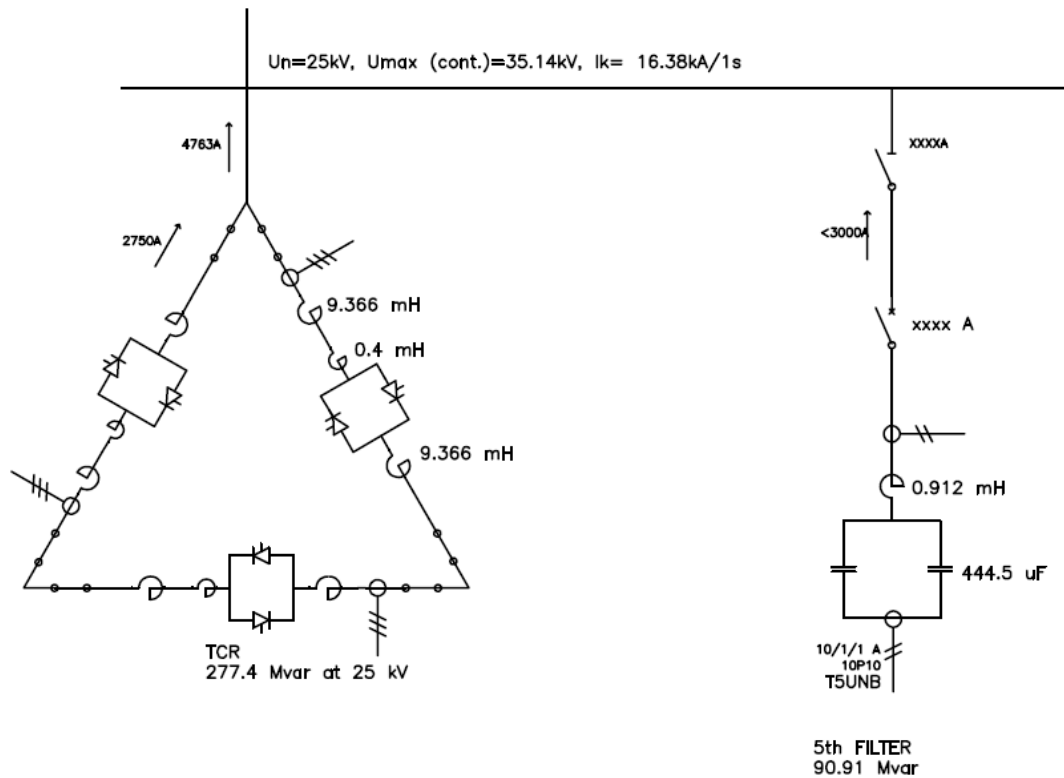 Un=25kV, Umax (cont.)=35.14kV, Ik= 16.38kA/1s
4763A
xxxxA
2750A
<3000A
9.366 mH
xxxx A
0.4 mH
9.366 mH
0.912 mH
444.5 uF
TCR
277.4 Mvar at 25 kV
10/1/1 A
10P10
T5UNB
5th FILTER
90.91 Mvar